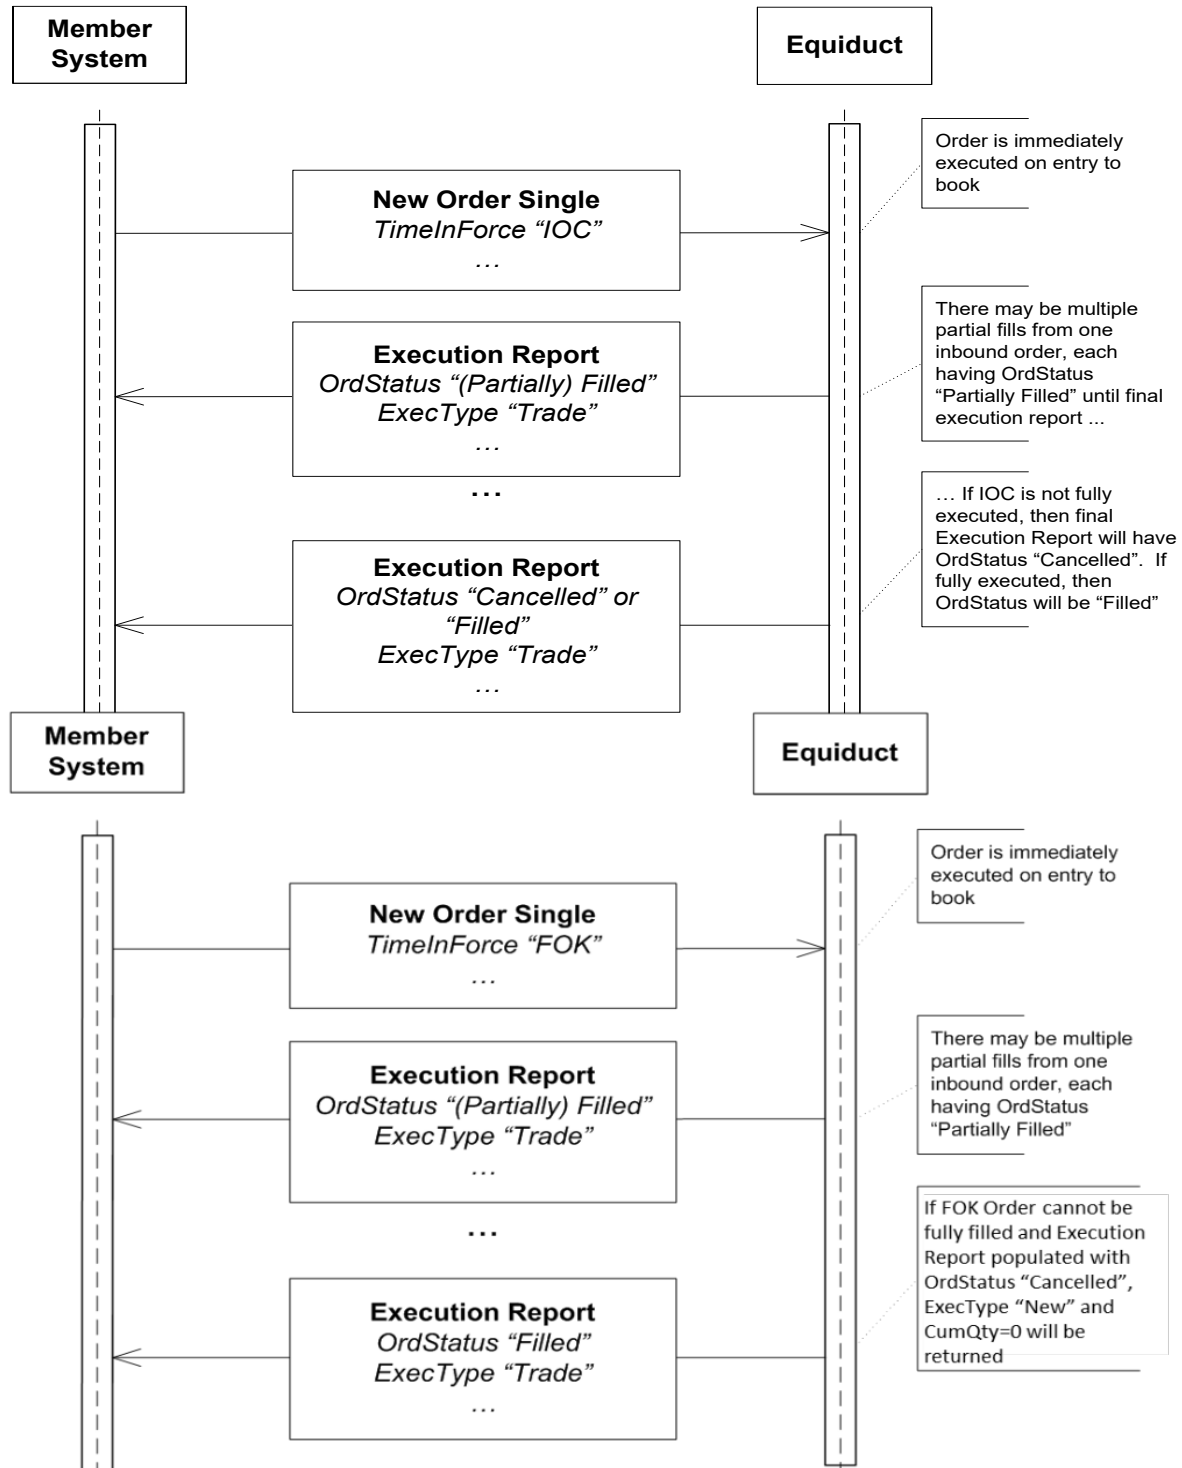 Member
System
Equiduct
Order is immediately
executed on entry to
book
New Order Single
TimeInForce “IOC”
…
There may be multiple
partial fills from one
inbound order, each
having OrdStatus
“Partially Filled” until final
execution report ...
Execution Report
OrdStatus “(Partially) Filled”
ExecType “Trade”
…
…
… If IOC is not fully
executed, then final
Execution Report will have
OrdStatus “Cancelled”.  If
fully executed, then
OrdStatus will be “Filled”
Execution Report
OrdStatus “Cancelled” or
“Filled”
ExecType “Trade”
…
Member
System
Equiduct
Order is immediately
executed on entry to
book
New Order Single
TimeInForce “FOK”
…
There may be multiple
partial fills from one
inbound order, each
having OrdStatus
“Partially Filled”
Execution Report
OrdStatus “(Partially) Filled”
ExecType “Trade”
…
…
If FOK Order cannot be
fully filled and Execution
Report populated with
OrdStatus “Cancelled”,
ExecType “New” and
CumQty=0 will be
returned
Execution Report
OrdStatus “Filled”
ExecType “Trade”
…